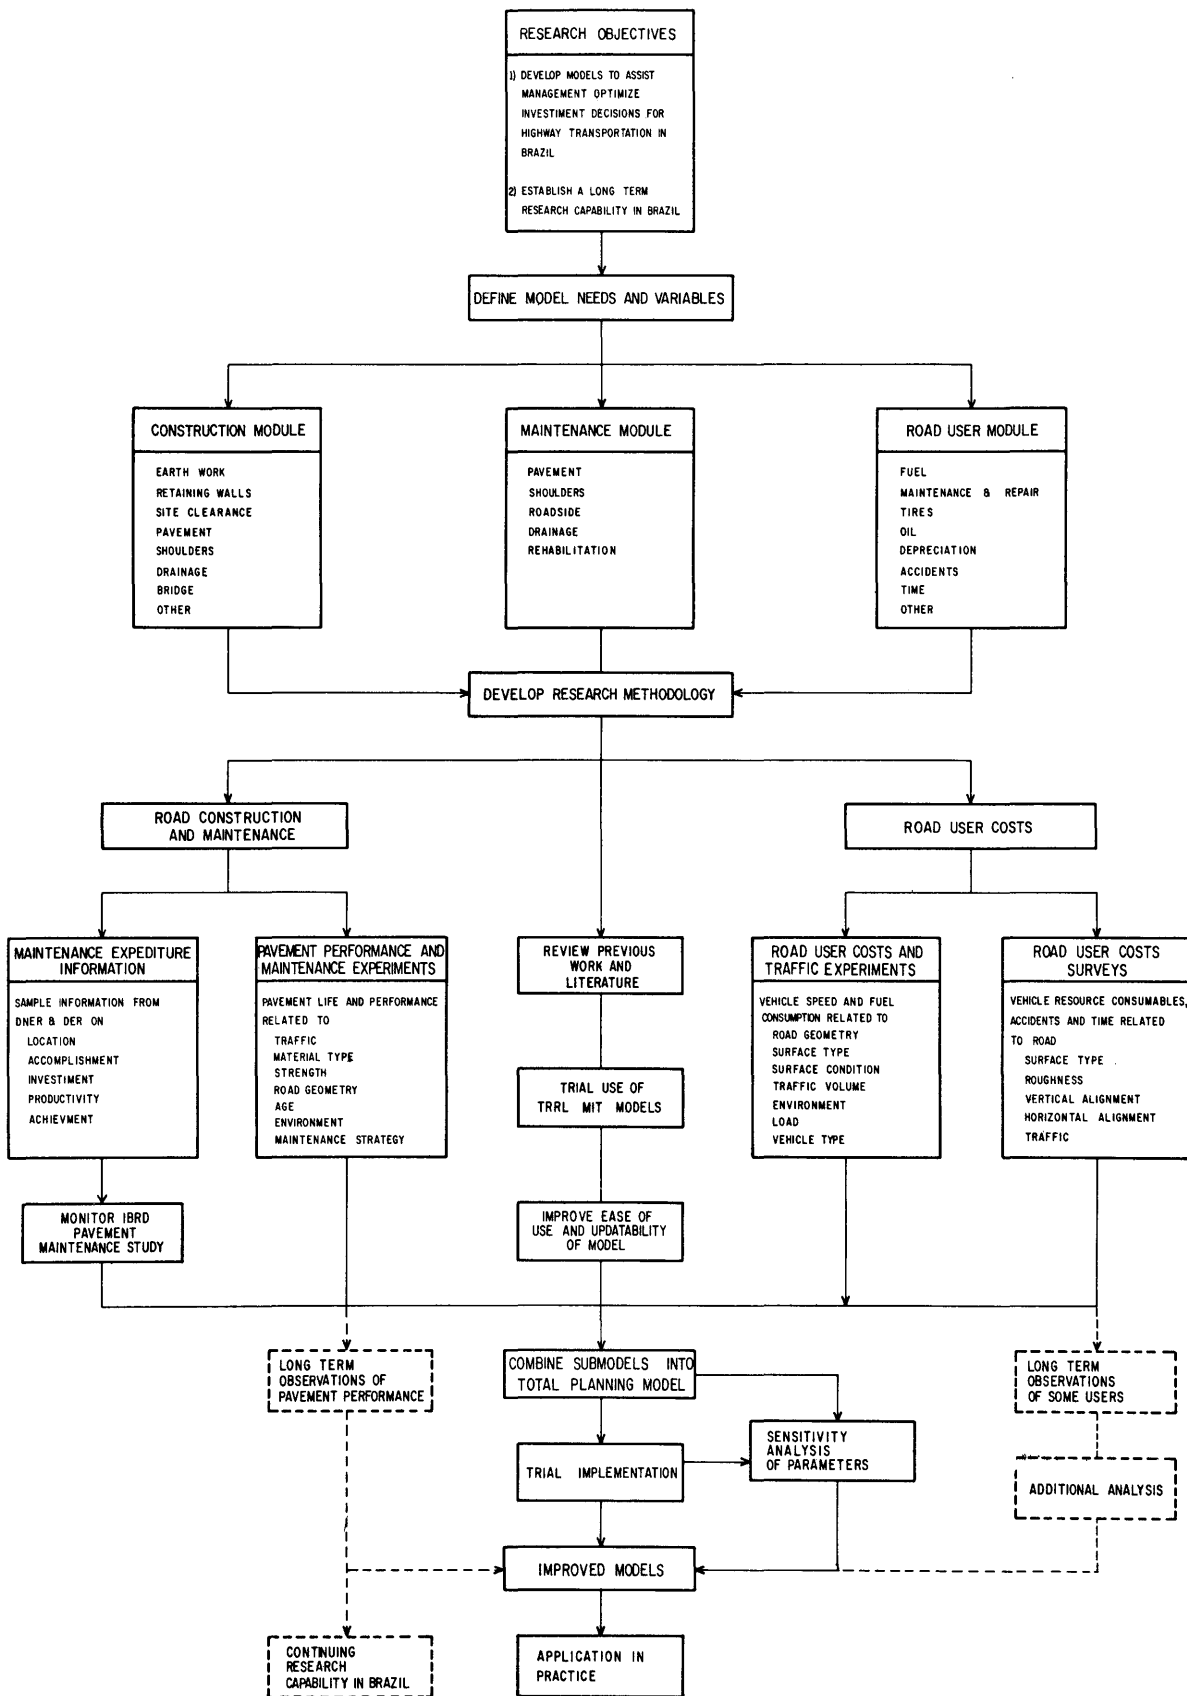 RESEARCH OBJECTIVES
1) DEVELOP MODELS TO ASSIST
MANAGEMENT OPTIMIZE
INVESTIMENT DECISIONS FOR
HIGHWAY TRANSPORTATION IN
BRAZIL
2) ESTABLISH A LONG TERM
RESEARCH CAPABILITY IN BRAZIL
DEFINE MODEL NEEDS AND VARIABLES
CONSTRUCTION MODULE
EARTH WORK
RETAINING WALLS
SITE CLEARANCE
PAVEMENT
SHOULDERS
DRAINAGE
BRIDGE
OTHER
MAINTENANCE MODULE
PAVEMENT
SHOULDERS
ROADSIDE
DRAINAGE
REHABILITATION
ROAD USER MODULE
FUEL
MAINTENANCE & REPAIR
TIRES
OIL
DEPRECIATION
ACCIDENTS
TIME
OTHER
DEVELOP RESEARCH METHODOLOGY
ROAD CONSTRUCTION
AND MAINTENANCE
ROAD USER COSTS
MAINTENANCE EXPEDITURE
INFORMATION
SAMPLE INFORMATION FROM
DNER & DER ON
LOCATION
ACCOMPLISHMENT
INVESTIMENT
PRODUCTIVITY
ACHIEVMENT
PAVEMENT PERFORMANCE AND
MAINTENANCE EXPERIMENTS
PAVEMENT LIFE AND PERFORMANCE
RELATED TO
TRAFFIC
MATERIAL TYPE
STRENGTH
ROAD GEOMETRY
AGE
ENVIRONMENT
MAINTENANCE STRATEGY
REVIEW PREVIOUS
WORK AND
LITERATURE
ROAD USER COSTS AND
TRAFFIC EXPERIMENTS
VEHICLE SPEED AND FUEL
CONSUMPTION RELATED TO
ROAD GEOMETRY
SURFACE TYPE
SURFACE CONDITION
TRAFFIC VOLUME
ENVIRONMENT
LOAD
VEHICLE TYPE
ROAD USER COSTS
SURVEYS
VEHICLE RESOURCE CONSUMABLES,
ACCIDENTS AND TIME RELATED
TO ROAD
SURFACE TYPE
ROUGHNESS
VERTICAL ALIGNMENT
HORIZONTAL ALIGNMENT
TRAFFIC
TRIAL USE OF
TRRL MIT MODELS
MONITOR IBRD
PAVEMENT
MAINTENANCE STUDY
IMPROVE EASE OF
USE AND UPDATABILITY
OF MODEL
LONG TERM
OBSERVATIONS OF
PAVEMENT PERFORMANCE
COMBINE SUBMODELS INTO
TOTAL PLANNING MODEL
LONG TERM
OBSERVATIONS
OF SOME USERS
TRIAL IMPLEMENTATION
SENSITIVITY
ANALYSIS
OF PARAMETERS
ADDITIONAL ANALYSIS
IMPROVED MODELS
CONTINUING
RESEARCH
CAPABILITY IN BRAZIL
APPLICATION IN
PRACTICE